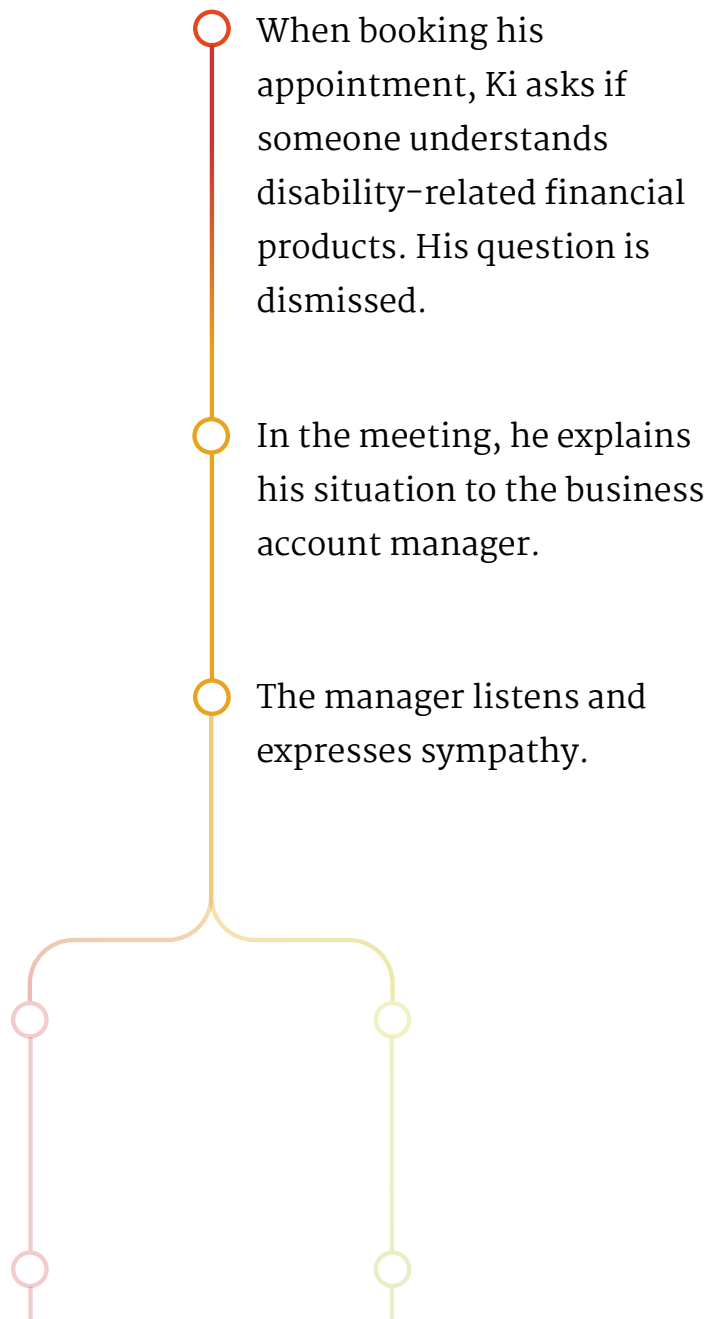 When booking his
appointment, Ki asks if
someone understands
disability-related financial
products. His question is
dismissed.
In the meeting, he explains
his situation to the business
account manager.
The manager listens and
expresses sympathy.